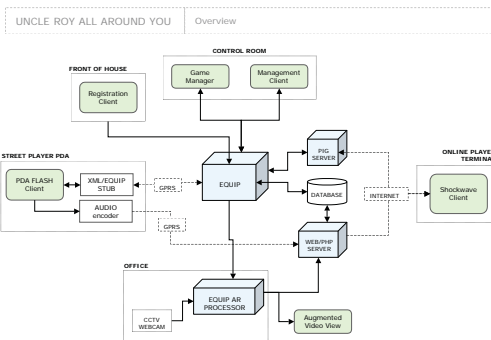 UNCLE ROY ALL AROUND YOU
Overview
CONTROL ROOM
Game
Manager
Management
Client
FRONT OF HOUSE
Registration
Client
STREET PLAYER PDA
PDA FLASH
Client
XML/EQUIP
STUB
AUDIO
encoder
GPRS
GPRS
EQUIP
PIG
SERVER
DATABASE
WEB/PHP
SERVER
INTERNET
ONLINE PLAYE
TERMINA
Shockwave
Client
OFFICE
EQUIP AR
PROCESSOR
CCTV
WEBCAM
Augmented
Video View